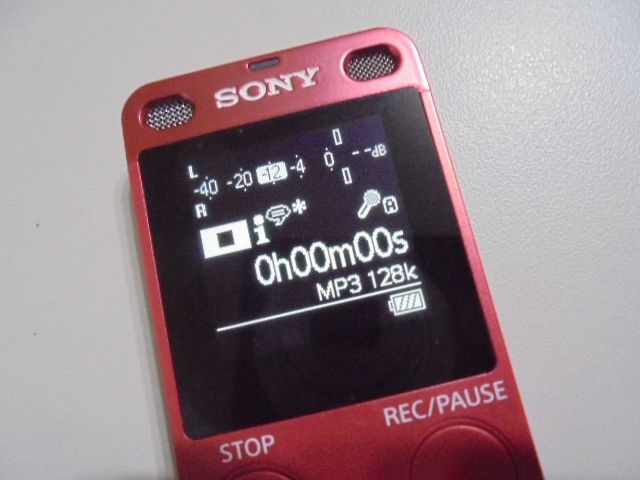 SONY
L
-40 -20 -12 -4 0 --dB
R
A
0h00m00s
MP3 128k
STOP
REC/PAUSE